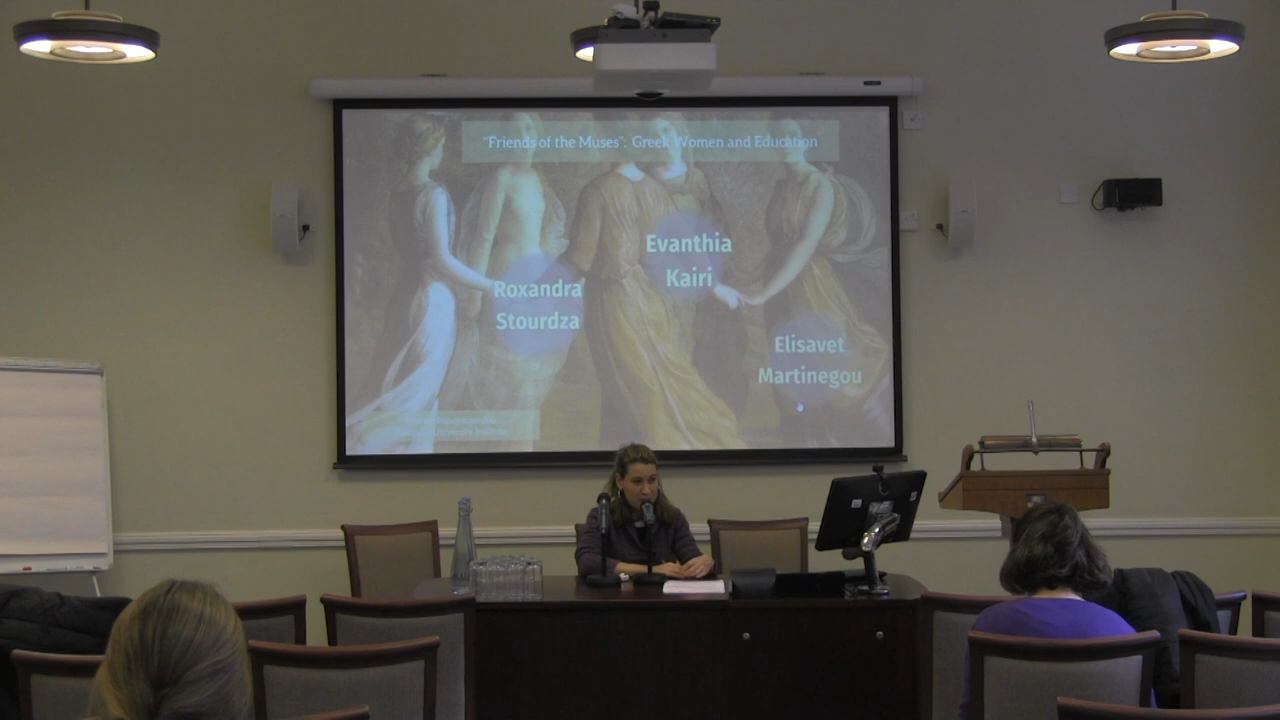 "Friends of the Muses": Greek Women and Education
Evanthia
Kairi
Roxandra
Stourdza
Elisavet
Martinegou